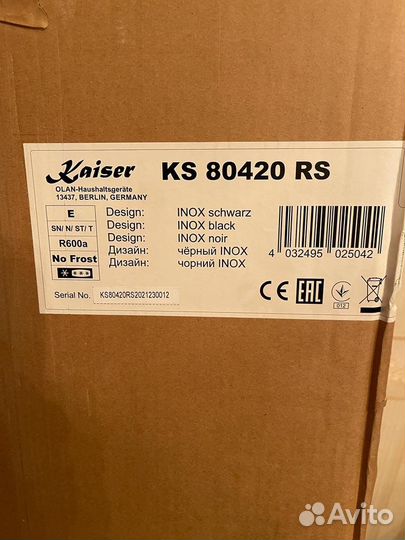 Kaiser
OLAN-Haushaltsgeräte
13437, BERLIN, GERMANY
KS 80420 RS
E
SN/ N/ ST/ T
R600a
No Frost
Design: INOX schwarz
Design: INOX black
Design: INOX noir
Дизайн: чёрный INOX
Дизайн: чорний INOX
4 032495 025042
Serial No. KS80420RS2021230012
CE EAC
012
Avito